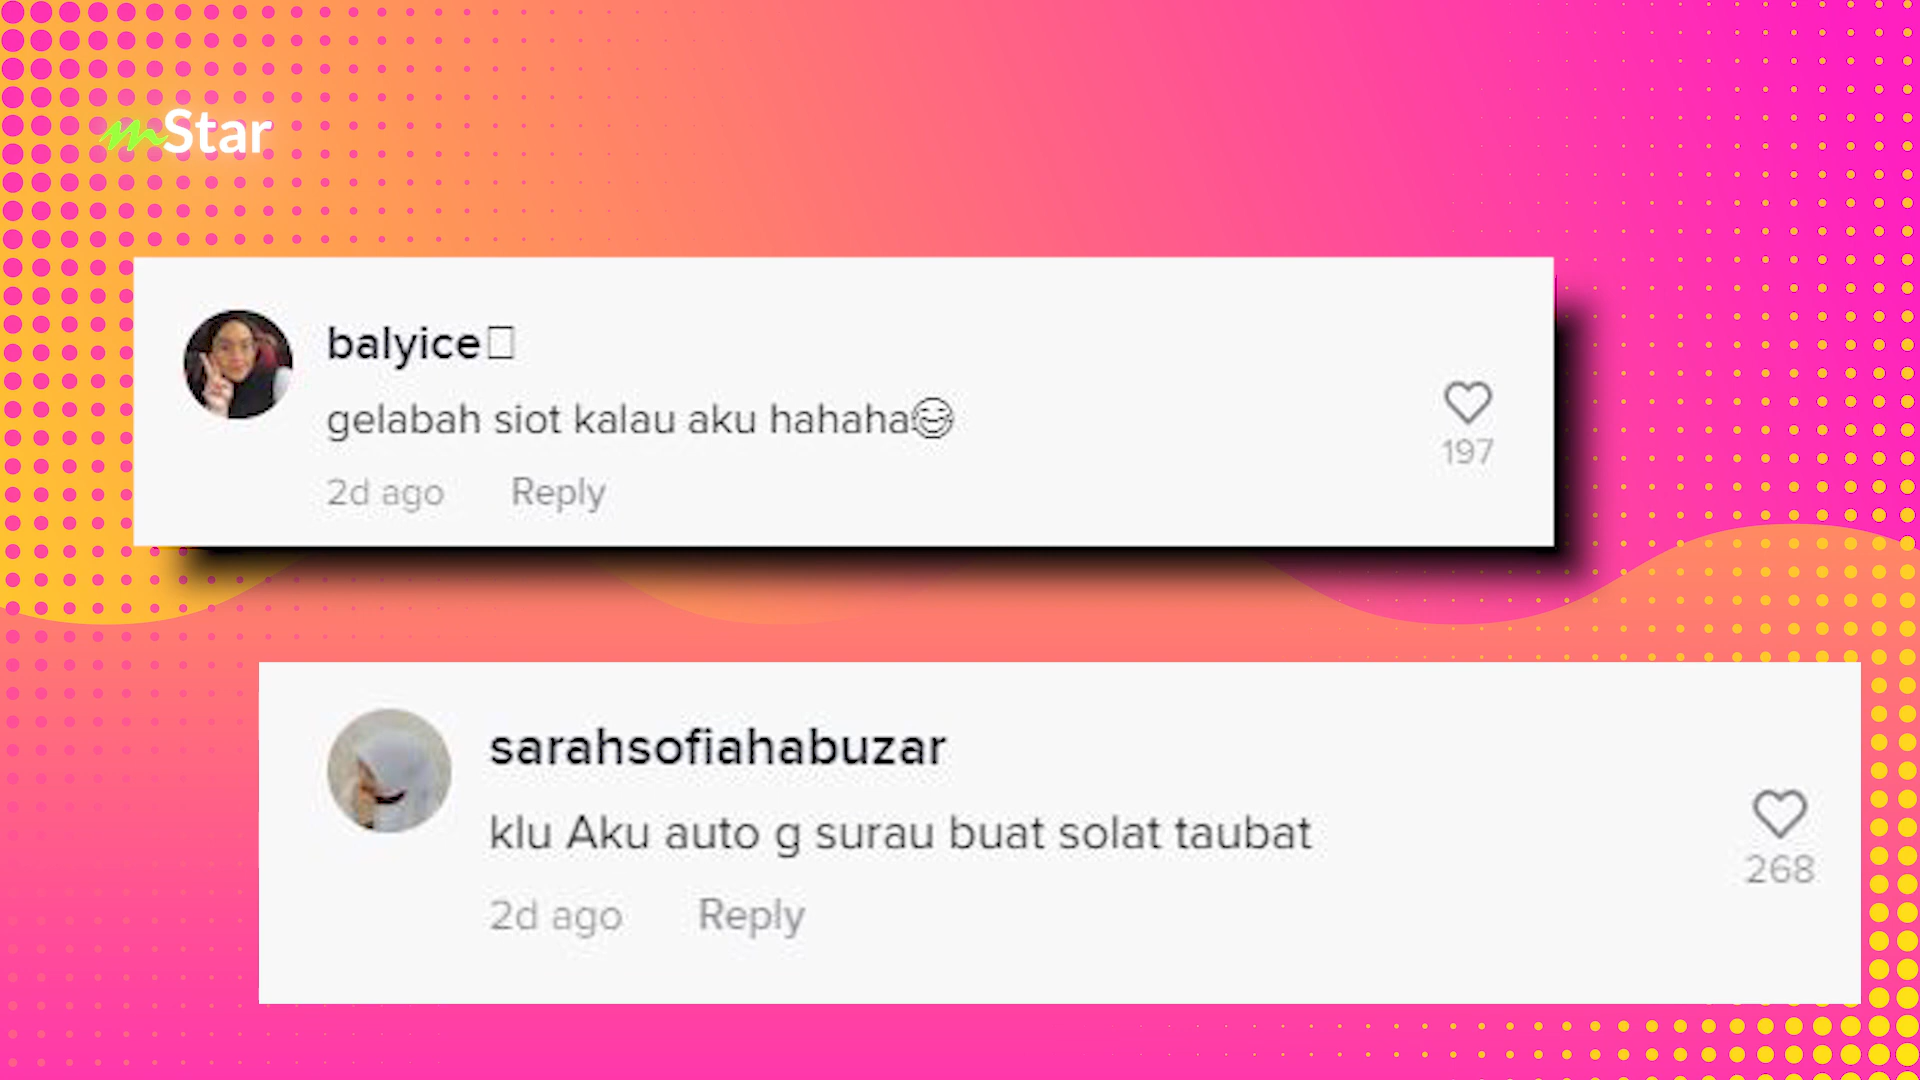 mStar
balyice
gelabah siot kalau aku hahaha😅
2d ago Reply
197
sarahsofiahabuzar
klu Aku auto g surau buat solat taubat
2d ago Reply
268